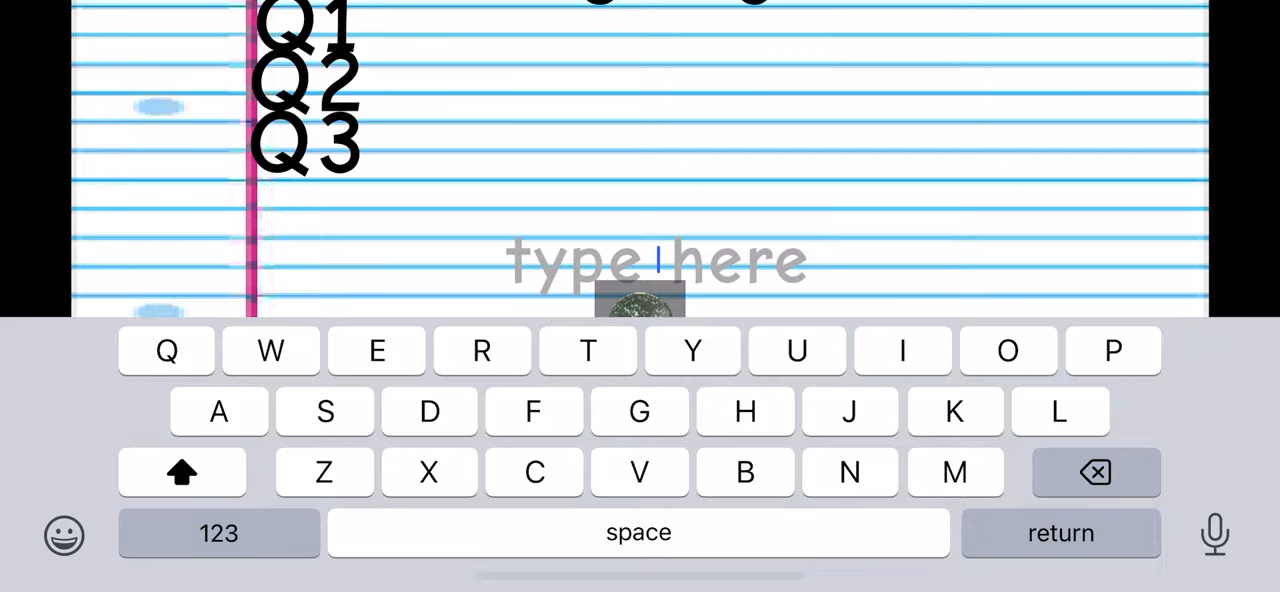 Q1
Q2
Q3
type here
Q W E R T Y U I O P
A S D F G H J K L
Z X C V B N M
123 space return